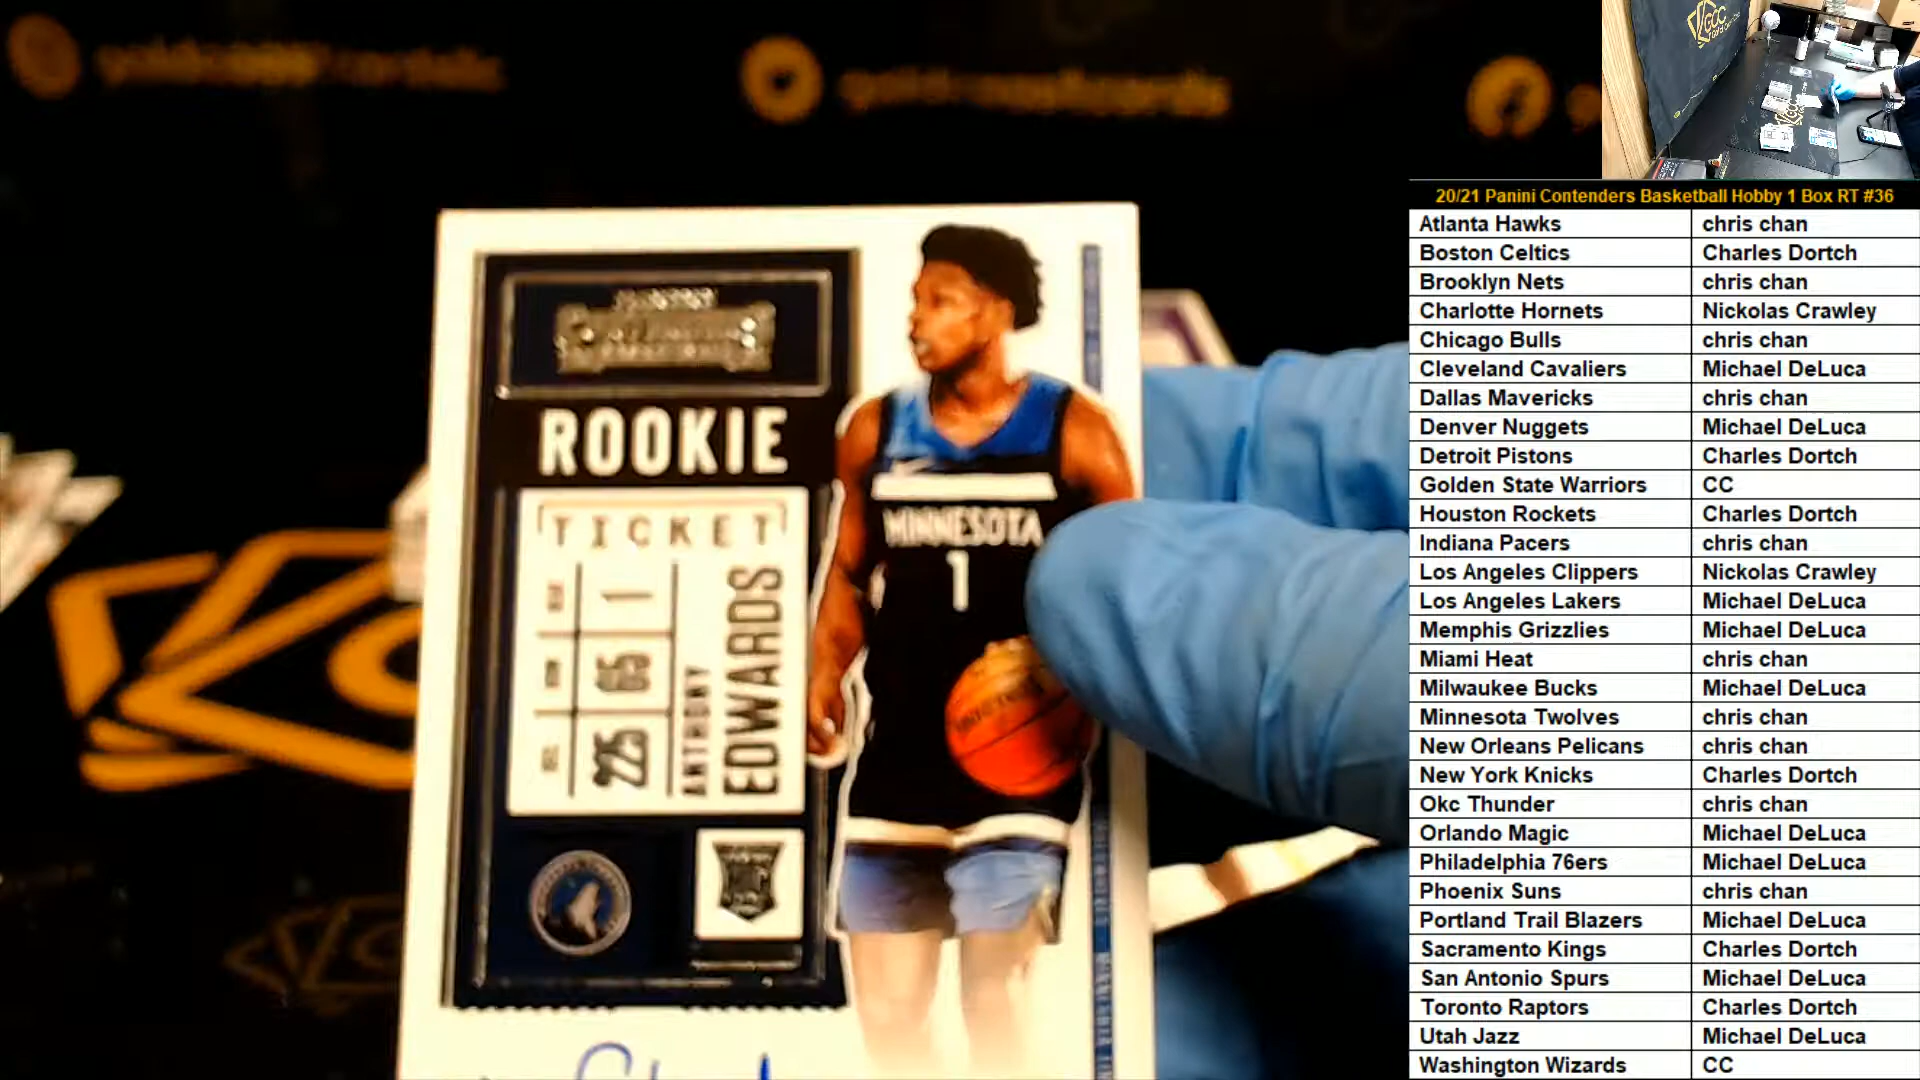 20/21 Panini Contenders Basketball Hobby 1 Box RT #36
Atlanta Hawks chris chan
Boston Celtics Charles Dortch
Brooklyn Nets chris chan
Charlotte Hornets Nickolas Crawley
Chicago Bulls chris chan
Cleveland Cavaliers Michael DeLuca
Dallas Mavericks chris chan
Denver Nuggets Michael DeLuca
Detroit Pistons Charles Dortch
Golden State Warriors CC
Houston Rockets Charles Dortch
Indiana Pacers chris chan
Los Angeles Clippers Nickolas Crawley
Los Angeles Lakers Michael DeLuca
Memphis Grizzlies Michael DeLuca
Miami Heat chris chan
Milwaukee Bucks Michael DeLuca
Minnesota Twolves chris chan
New Orleans Pelicans chris chan
New York Knicks Charles Dortch
Okc Thunder chris chan
Orlando Magic Michael DeLuca
Philadelphia 76ers Michael DeLuca
Phoenix Suns chris chan
Portland Trail Blazers Michael DeLuca
Sacramento Kings Charles Dortch
San Antonio Spurs Michael DeLuca
Toronto Raptors Charles Dortch
Utah Jazz Michael DeLuca
Washington Wizards CC
ROOKIE
TICKET
1
65
225
ANTHONY
EDWARDS
MINNESOTA
1